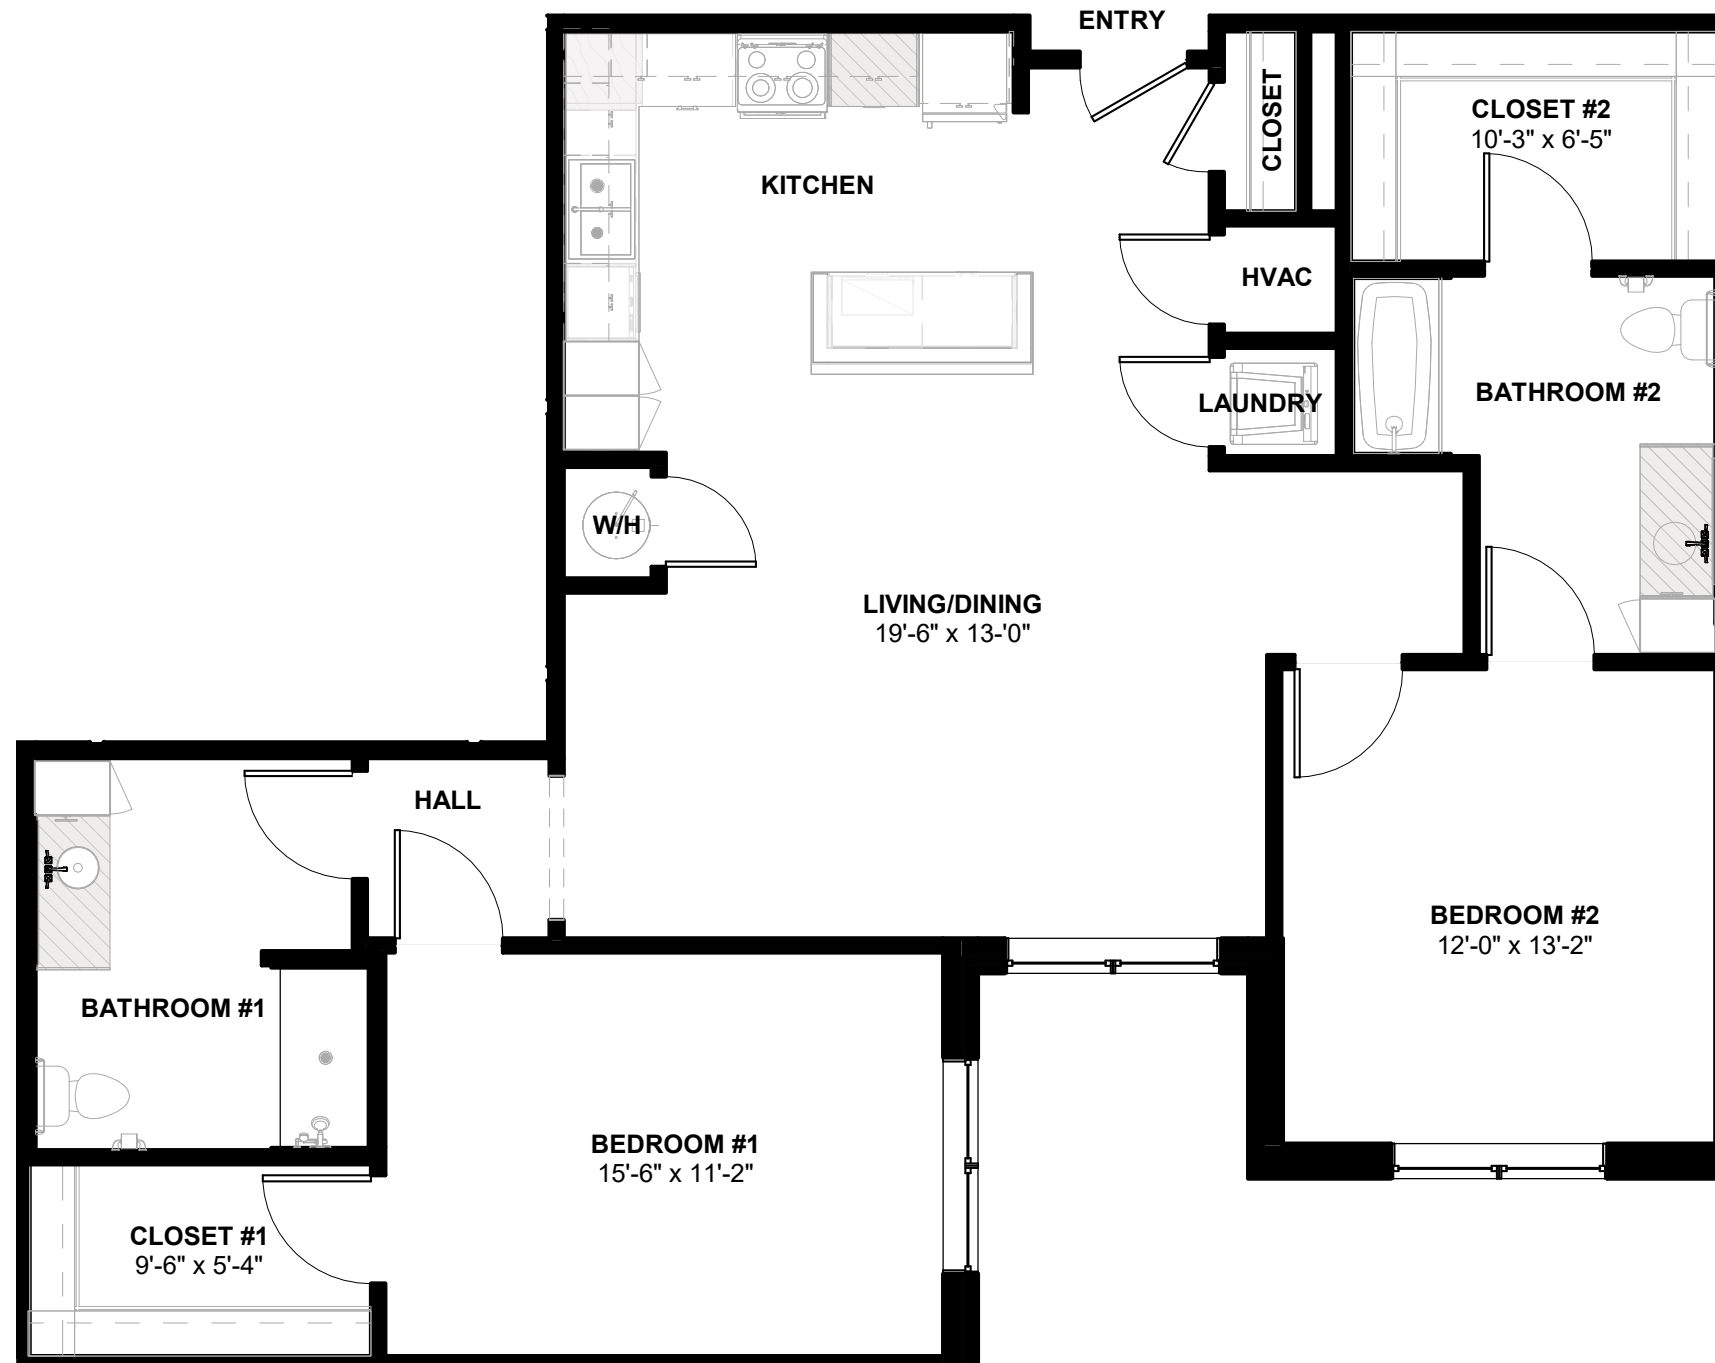 ENTRY
CLOSET
CLOSET #2
10'-3" x 6'-5"
KITCHEN
HVAC
LAUNDRY
BATHROOM #2
W/H
LIVING/DINING
19'-6" x 13-'0"
HALL
BEDROOM #2
12'-0" x 13'-2"
BATHROOM #1
BEDROOM #1
15'-6" x 11'-2"
CLOSET #1
9'-6" x 5'-4"